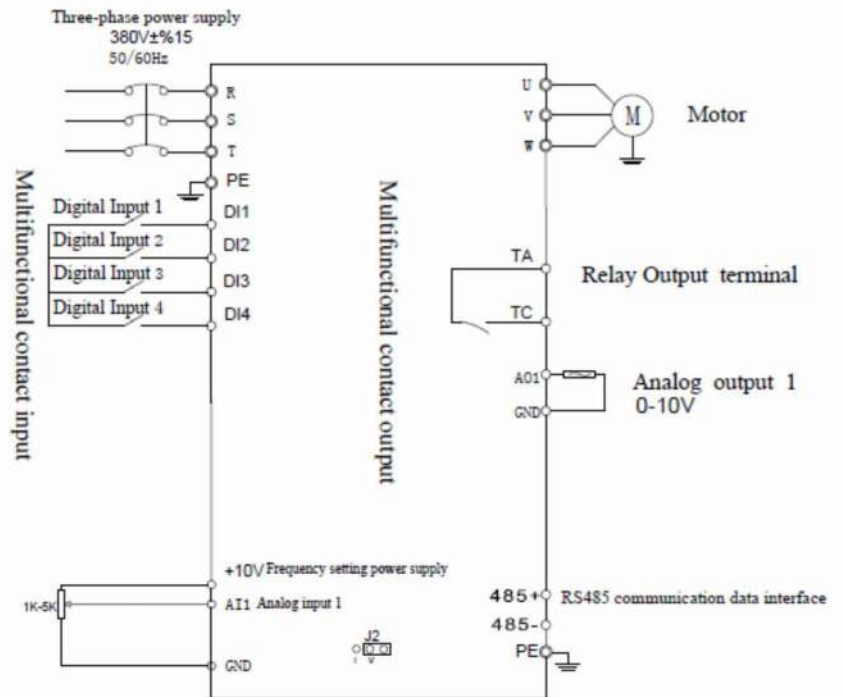 Three-phase power supply
380V±%15
50/60Hz
R
S
T
PE
Multifunctional contact input
Digital Input 1
DI1
Digital Input 2
DI2
Digital Input 3
DI3
Digital Input 4
DI4
+10V Frequency setting power supply
1K-5K
AI1 Analog input 1
GND
J2
I V
Multifunctional contact output
U
V
W
M
Motor
TA
TC
Relay Output terminal
AO1
GND
Analog output 1
0-10V
485+
RS485 communication data interface
485-
PE